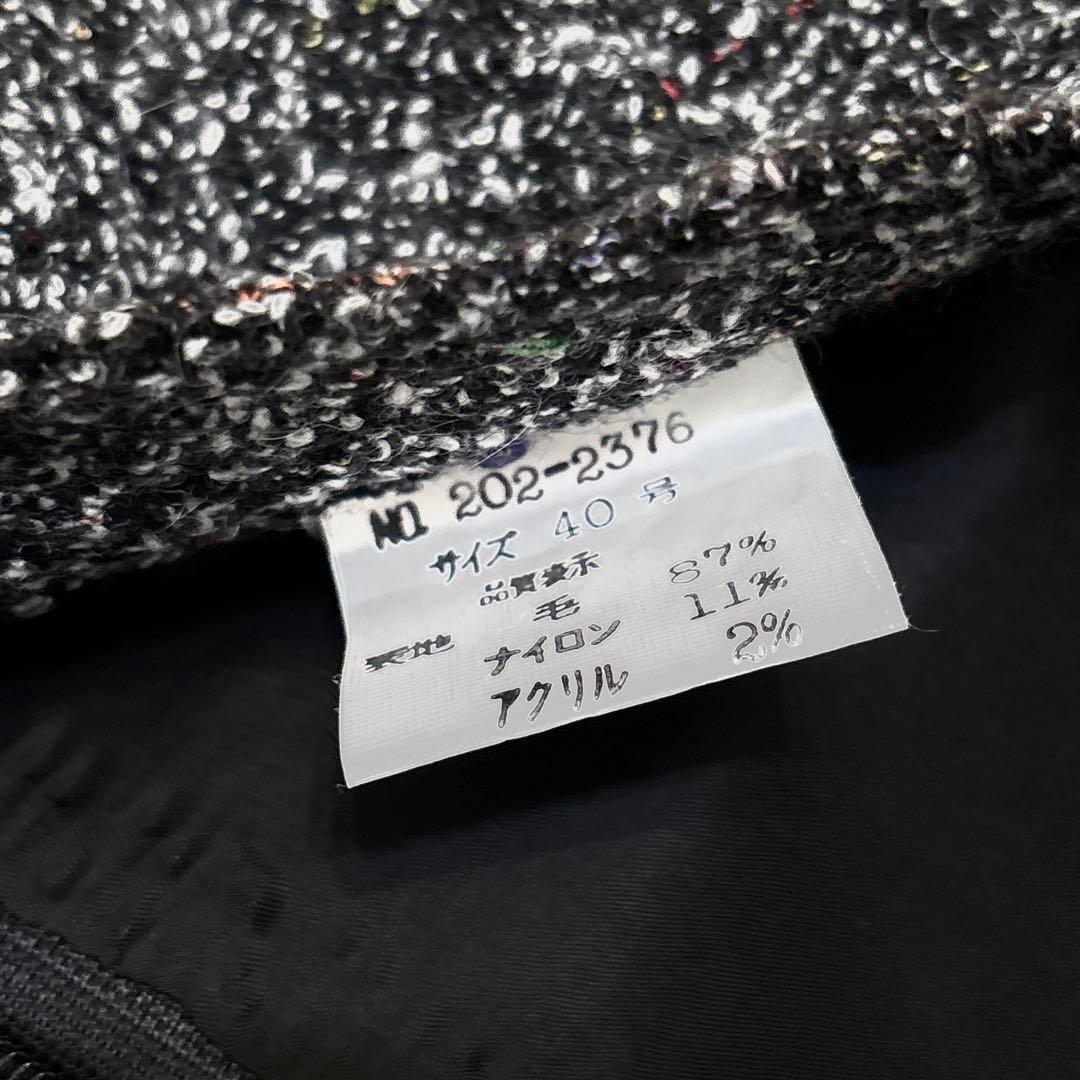 NO 202-2376
サイズ 40 号
品質表示
表地 毛 87%
ナイロン 11%
アクリル 2%